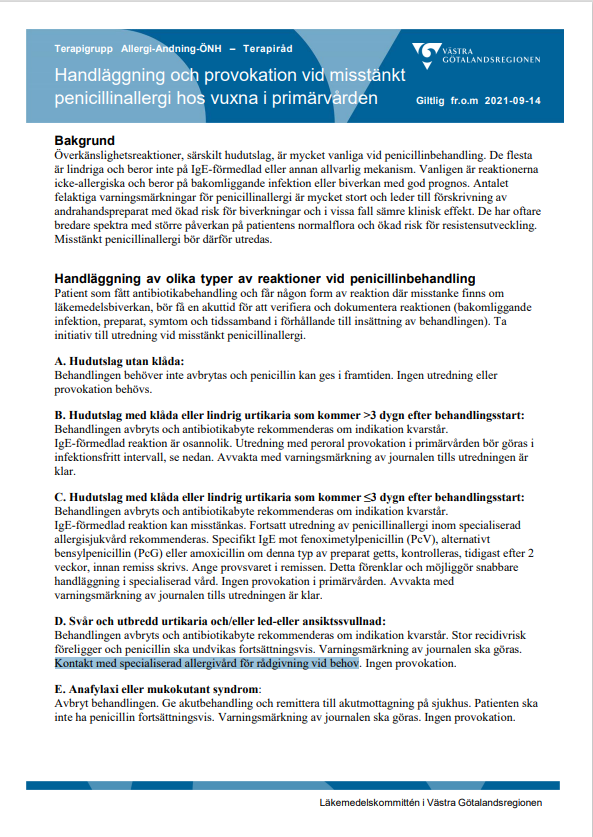 Terapigrupp Allergi-Andning-ÖNH – Terapiråd
Handläggning och provokation vid misstänkt
penicillinallergi hos vuxna i primärvården
VÄSTRA
GÖTALANDSREGIONEN
Giltlig fr.o.m 2021-09-14
Bakgrund
Överkänslighetsreaktioner, särskilt hudutslag, är mycket vanliga vid penicillinbehandling. De flesta
är lindriga och beror inte på IgE-förmedlad eller annan allvarlig mekanism. Vanligen är reaktionerna
icke-allergiska och beror på bakomliggande infektion eller biverkan med god prognos. Antalet
felaktiga varningsmärkningar för penicillinallergi är mycket stort och leder till förskrivning av
andrahandspreparat med ökad risk för biverkningar och i vissa fall sämre klinisk effekt. De har oftare
bredare spektra med större påverkan på patientens normalflora och ökad risk för resistensutveckling.
Misstänkt penicillinallergi bör därför utredas.
Handläggning av olika typer av reaktioner vid penicillinbehandling
Patient som fått antibiotikabehandling och får någon form av reaktion där misstanke finns om
läkemedelsbiverkan, bör få en akuttid för att verifiera och dokumentera reaktionen (bakomliggande
infektion, preparat, symtom och tidssamband i förhållande till insättning av behandlingen). Ta
initiativ till utredning vid misstänkt penicillinallergi.
A. Hudutslag utan klåda:
Behandlingen behöver inte avbrytas och penicillin kan ges i framtiden. Ingen utredning eller
provokation behövs.
B. Hudutslag med klåda eller lindrig urtikaria som kommer >3 dygn efter behandlingsstart:
Behandlingen avbryts och antibiotikabyte rekommenderas om indikation kvarstår.
IgE-förmedlad reaktion är osannolik. Utredning med peroral provokation i primärvården bör göras i
infektionsfritt intervall, se nedan. Avvakta med varningsmärkning av journalen tills utredningen är
klar.
C. Hudutslag med klåda eller lindrig urtikaria som kommer ≤3 dygn efter behandlingsstart:
Behandlingen avbryts och antibiotikabyte rekommenderas om indikation kvarstår.
IgE-förmedlad reaktion kan misstänkas. Fortsatt utredning av penicillinallergi inom specialiserad
allergisjukvård rekommenderas. Specifikt IgE mot fenoximetylpenicillin (PcV), alternativt
bensylpenicillin (PcG) eller amoxicillin om denna typ av preparat getts, kontrolleras, tidigast efter 2
veckor, innan remiss skrivs. Ange provsvaret i remissen. Detta förenklar och möjliggör snabbare
handläggning i specialiserad vård. Ingen provokation i primärvården. Avvakta med
varningsmärkning av journalen tills utredningen är klar.
D. Svår och utbredd urtikaria och/eller led-eller ansiktssvullnad:
Behandlingen avbryts och antibiotikabyte rekommenderas om indikation kvarstår. Stor recidivrisk
föreligger och penicillin ska undvikas fortsättningsvis. Varningsmärkning av journalen ska göras.
Kontakt med specialiserad allergivård för rådgivning vid behov. Ingen provokation.
E. Anafylaxi eller mukokutant syndrom:
Avbryt behandlingen. Ge akutbehandling och remittera till akutmottagning på sjukhus. Patienten ska
inte ha penicillin fortsättningsvis. Varningsmärkning av journalen ska göras. Ingen provokation.
Läkemedelskommittén i Västra Götalandsregionen